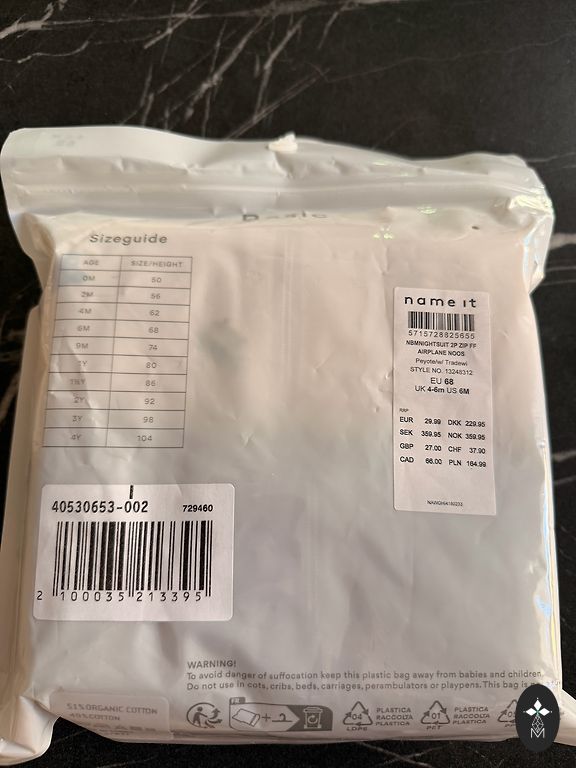 Sizeguide
AGE SIZE/HEIGHT
0M 50
2M 56
4M 62
6M 68
9M 74
1Y 80
1½Y 86
2Y 92
3Y 98
4Y 104
name it
5715728825655
NBMNIGHTSUIT 2P ZIP FF
AIRPLANE NOOS
Peyote/w/ Tradewi
STYLE NO. 13248312
EU 68
UK 4-6m US 6M
RRP
EUR 29.99 DKK 229.95
SEK 359.95 NOK 359.95
GBP 27.00 CHF 37.90
CAD 66.00 PLN 164.99
40530653-002 729460
2 100035 213395
WARNING!
To avoid danger of suffocation keep this plastic bag away from babies and children.
Do not use in cots, cribs, beds, carriages, perambulators or playpens. This bag is
51% ORGANIC COTTON
COTTON
FR
04 PLASTICA
RACCOLTA
PLASTICA
LDPE
01 PLASTICA
RACCOLTA
PLASTICA
PET
M